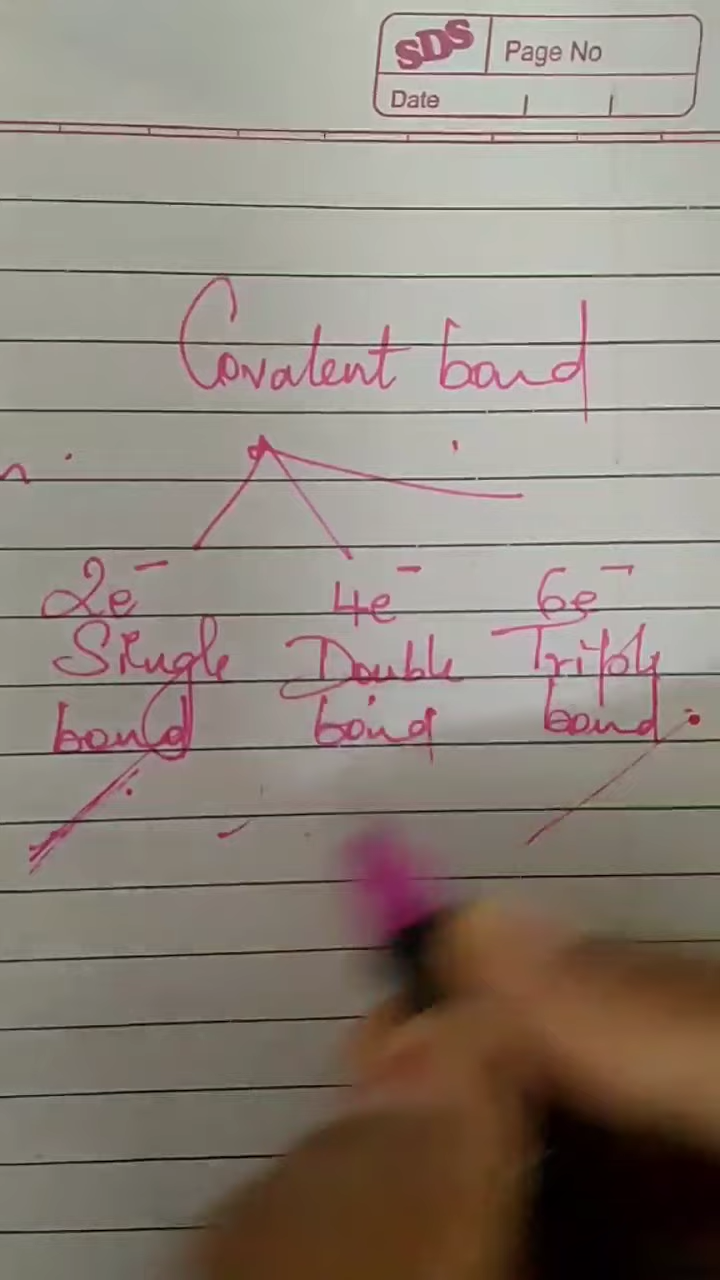 SDS Page No
Date
Covalent bond
n.
2e⁻ 4e⁻ 6e⁻
Single Double Triple
bond bond bond